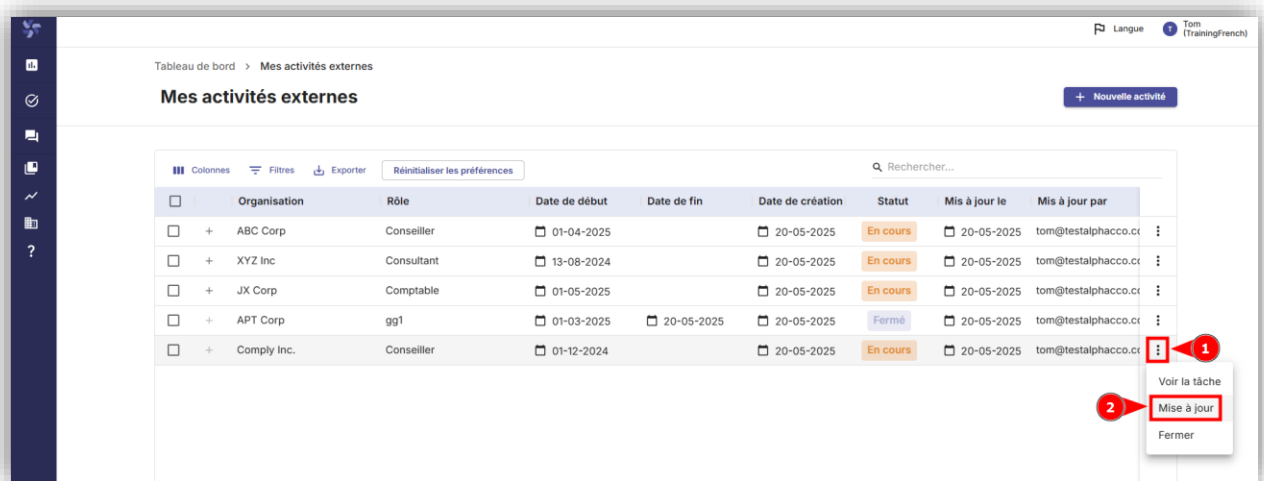 Langue
T
Tom
(TrainingFrench)
Tableau de bord > Mes activités externes
Mes activités externes
+ Nouvelle activité
Colonnes Filtres Exporter Réinitialiser les préférences Rechercher...
Organisation Rôle Date de début Date de fin Date de création Statut Mis à jour le Mis à jour par
+ ABC Corp Conseiller 01-04-2025 20-05-2025 En cours 20-05-2025 tom@testalphacco.cc
+ XYZ Inc Consultant 13-08-2024 20-05-2025 En cours 20-05-2025 tom@testalphacco.cc
+ JX Corp Comptable 01-05-2025 20-05-2025 En cours 20-05-2025 tom@testalphacco.cc
+ APT Corp gg1 01-03-2025 20-05-2025 20-05-2025 Fermé 20-05-2025 tom@testalphacco.cc
+ Comply Inc. Conseiller 01-12-2024 20-05-2025 En cours 20-05-2025 tom@testalphacco.cc
1
Voir la tâche
2 Mise à jour
Fermer
?